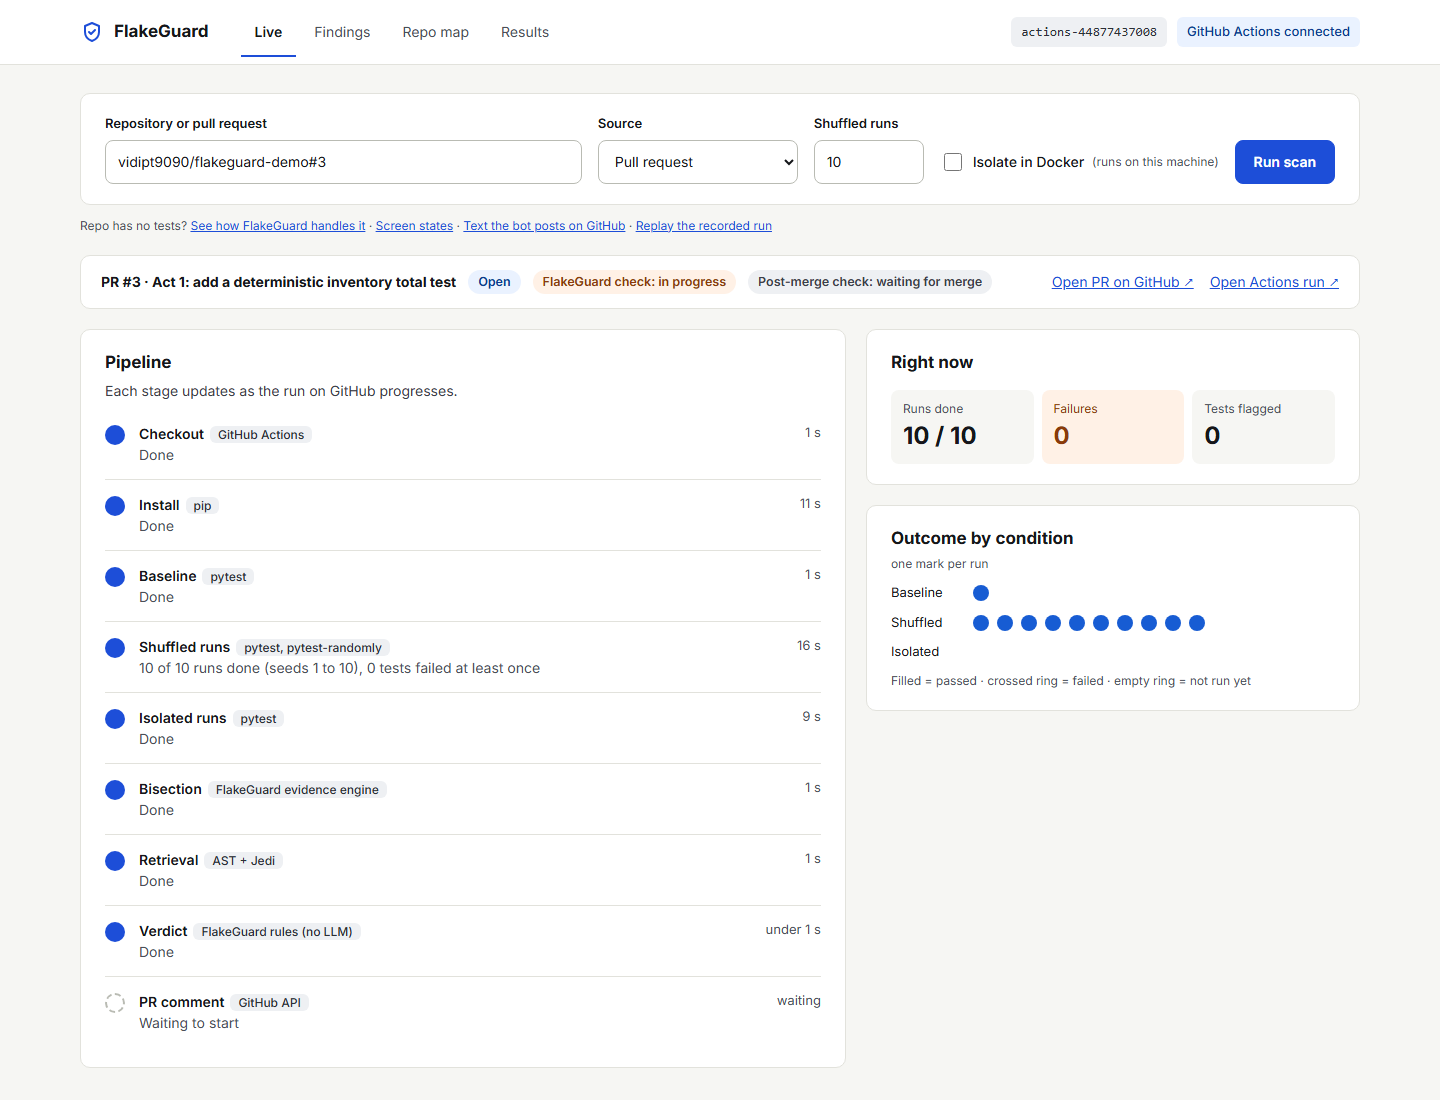 FlakeGuard
Live
Findings
Repo map
Results
actions-44877437008
GitHub Actions connected
Repository or pull request
Source
Shuffled runs
vidipt9090/flakeguard-demo#3
Pull request
10
Isolate in Docker (runs on this machine)
Run scan
Repo has no tests? See how FlakeGuard handles it · Screen states · Text the bot posts on GitHub · Replay the recorded run
PR #3 · Act 1: add a deterministic inventory total test
Open
FlakeGuard check: in progress
Post-merge check: waiting for merge
Open PR on GitHub ↗
Open Actions run ↗
Pipeline
Each stage updates as the run on GitHub progresses.
Checkout GitHub Actions 1 s
Done
Install pip 11 s
Done
Baseline pytest 1 s
Done
Shuffled runs pytest, pytest-randomly 16 s
10 of 10 runs done (seeds 1 to 10), 0 tests failed at least once
Isolated runs pytest 9 s
Done
Bisection FlakeGuard evidence engine 1 s
Done
Retrieval AST + Jedi 1 s
Done
Verdict FlakeGuard rules (no LLM) under 1 s
Done
PR comment GitHub API waiting
Waiting to start
Right now
Runs done
10 / 10
Failures
0
Tests flagged
0
Outcome by condition
one mark per run
Baseline
Shuffled
Isolated
Filled = passed · crossed ring = failed · empty ring = not run yet